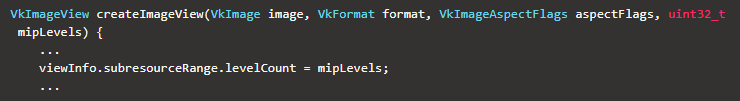 VkImageView createImageView(VkImage image, VkFormat format, VkImageAspectFlags aspectFlags, uint32_t
mipLevels) {
...
viewInfo.subresourceRange.levelCount = mipLevels;
...